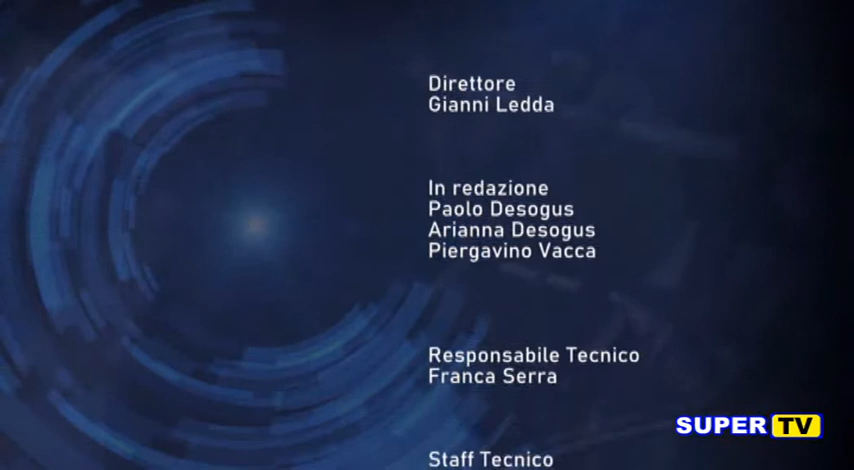 Direttore
Gianni Ledda
In redazione
Paolo Desogus
Arianna Desogus
Piergavino Vacca
Responsabile Tecnico
Franca Serra
SUPER TV
Staff Tecnico